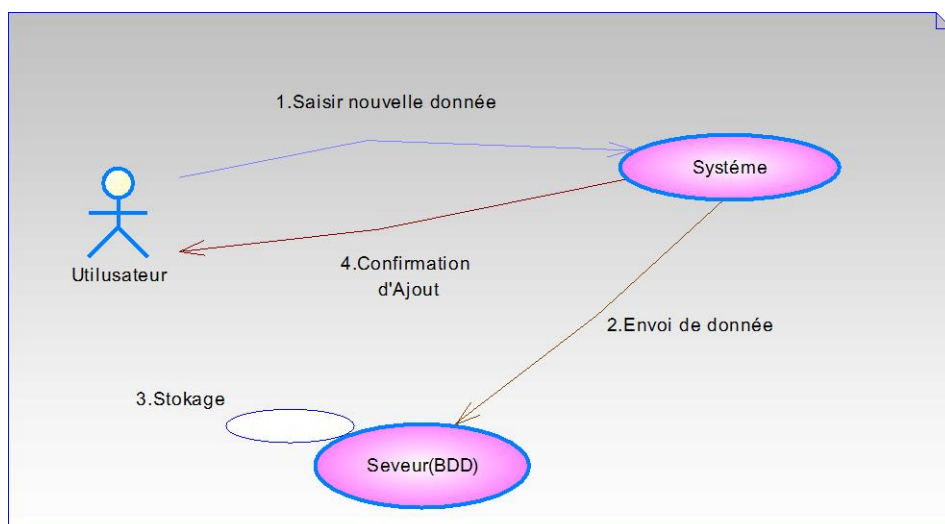 1.Saisir nouvelle donnée
Systéme
Utilusateur
4.Confirmation
d'Ajout
2.Envoi de donnée
3.Stokage
Seveur(BDD)